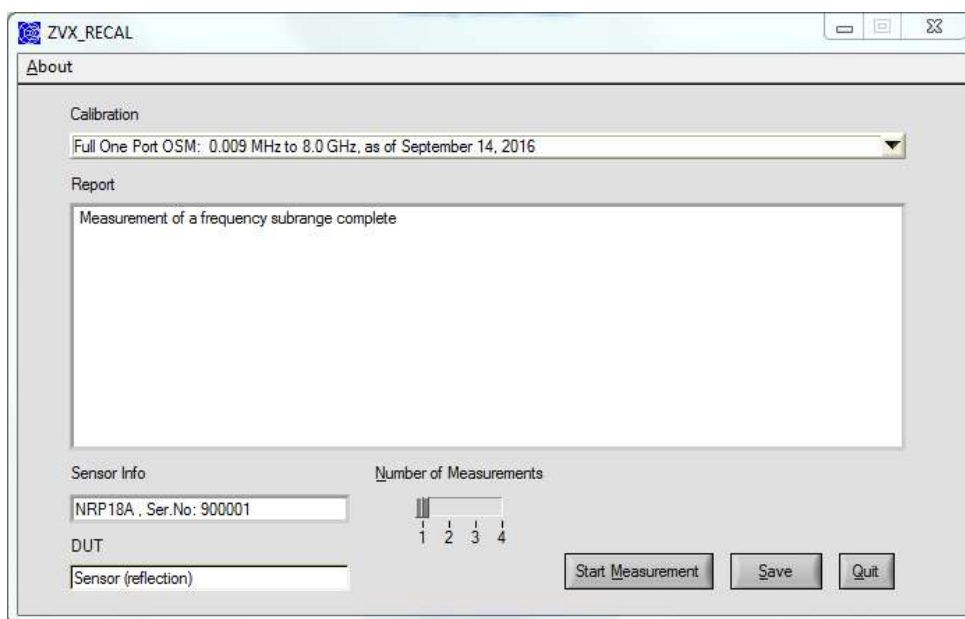 ZVX_RECAL
About
Calibration
Full One Port OSM: 0.009 MHz to 8.0 GHz, as of September 14, 2016
Report
Measurement of a frequency subrange complete
Sensor Info
Number of Measurements
NRP18A , Ser.No: 900001
1 2 3 4
DUT
Sensor (reflection)
Start Measurement
Save
Quit